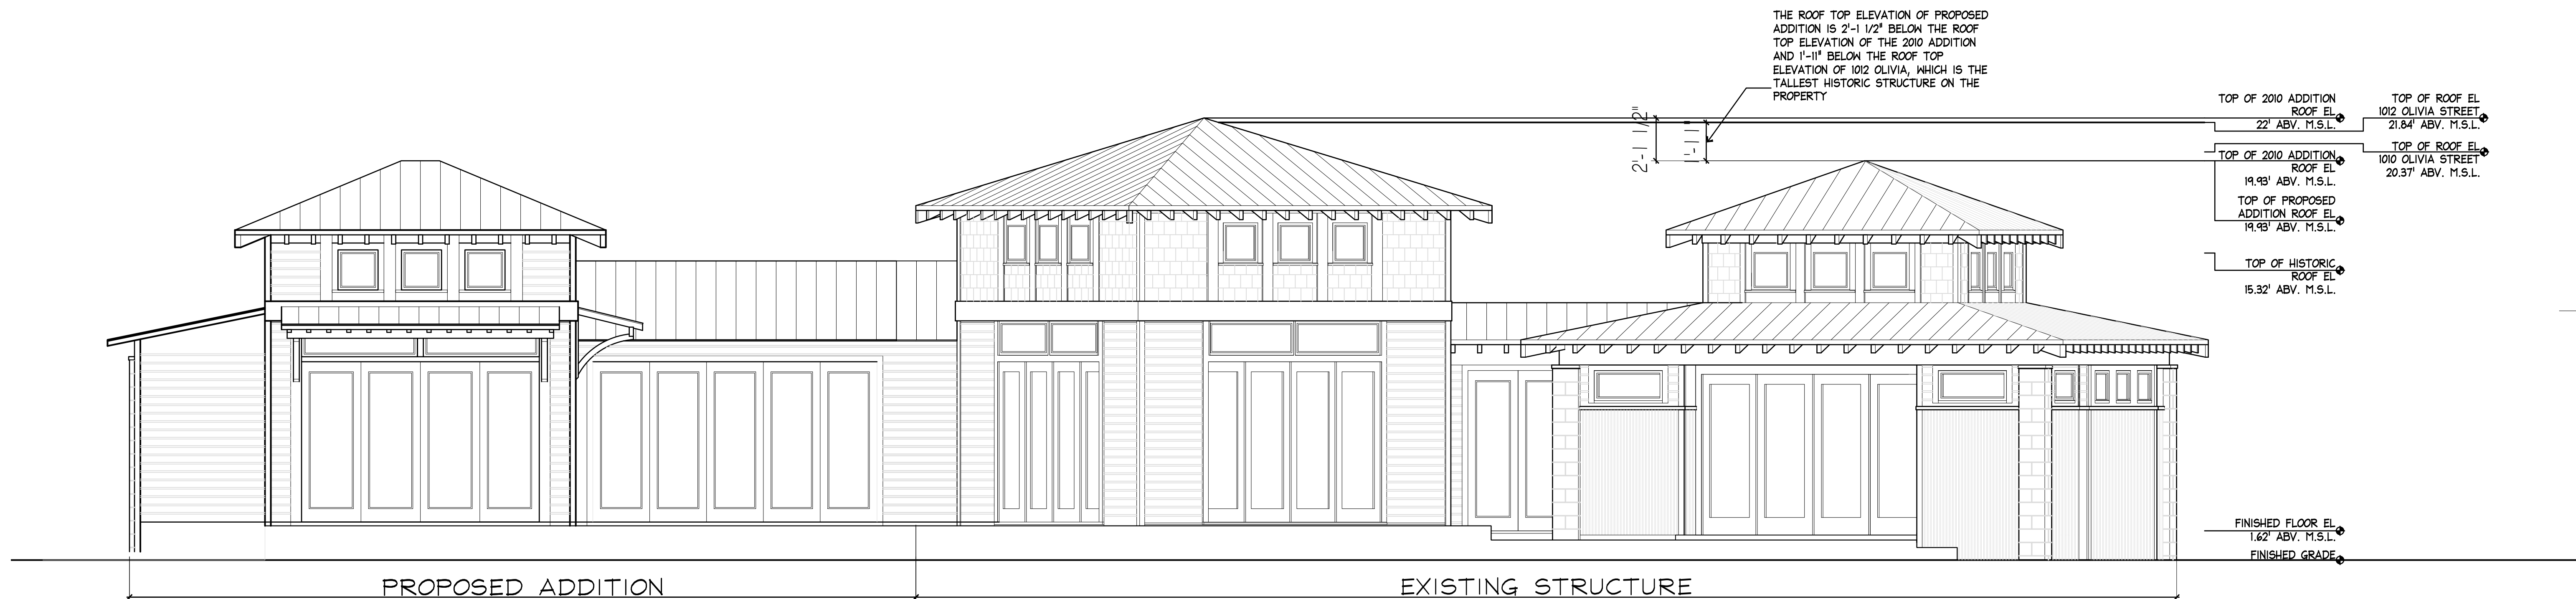 THE ROOF TOP ELEVATION OF PROPOSED
ADDITION IS 2'-1 1/2" BELOW THE ROOF
TOP ELEVATION OF THE 2010 ADDITION
AND 1'-11" BELOW THE ROOF TOP
ELEVATION OF 1012 OLIVIA, WHICH IS THE
TALLEST HISTORIC STRUCTURE ON THE
PROPERTY
2'-1 1/2"
1'-11"
TOP OF 2010 ADDITION
ROOF EL
22' ABV. M.S.L.
TOP OF ROOF EL
1012 OLIVIA STREET
21.84' ABV. M.S.L.
TOP OF 2010 ADDITION
ROOF EL
19.93' ABV. M.S.L.
TOP OF ROOF EL
1010 OLIVIA STREET
20.37' ABV. M.S.L.
TOP OF PROPOSED
ADDITION ROOF EL
19.93' ABV. M.S.L.
TOP OF HISTORIC
ROOF EL
15.32' ABV. M.S.L.
FINISHED FLOOR EL
1.62' ABV. M.S.L.
FINISHED GRADE
PROPOSED ADDITION
EXISTING STRUCTURE